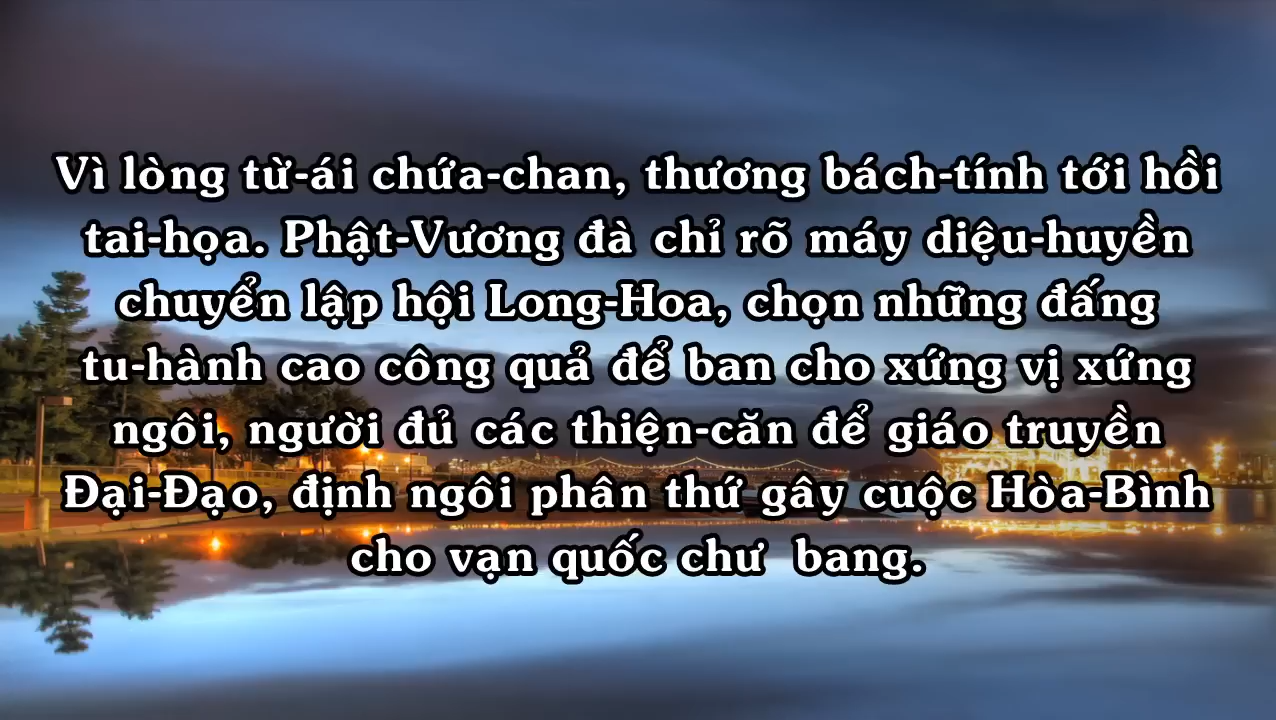 Vì lòng từ-ái chứa-chan, thương bách-tính tới hồi
tai-họa. Phật-Vương đà chỉ rõ máy diệu-huyền
chuyển lập hội Long-Hoa, chọn những đấng
tu-hành cao công quả để ban cho xứng vị xứng
ngôi, người đủ các thiện-căn để giáo truyền
Đại-Đạo, định ngôi phân thứ gây cuộc Hòa-Bình
cho vạn quốc chư  bang.